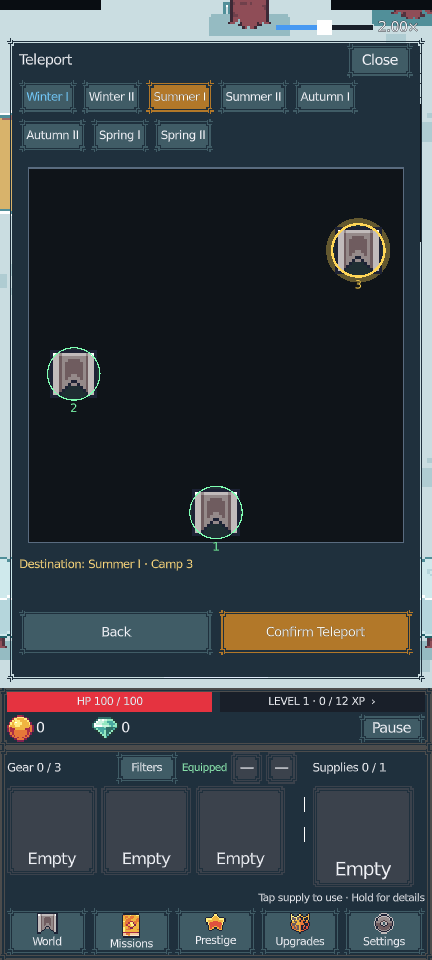 2.00×
Teleport
Close
Winter I
Winter II
Summer I
Summer II
Autumn I
Autumn II
Spring I
Spring II
3
2
1
Destination: Summer I · Camp 3
Back
Confirm Teleport
HP 100 / 100
LEVEL 1 · 0 / 12 XP ›
0
0
Pause
Gear 0 / 3
Filters
Equipped
—
—
Supplies 0 / 1
Empty
Empty
Empty
Empty
Tap supply to use · Hold for details
World
Missions
Prestige
Upgrades
Settings